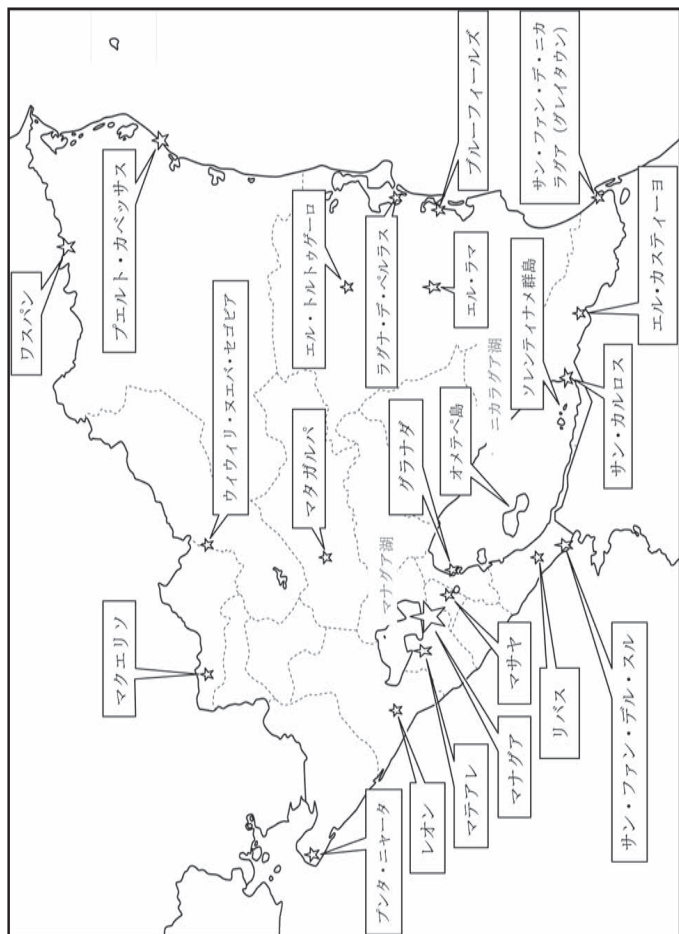 ワスパン
プエルト・カベッサス
ウィウィリ・ヌエバ・セゴビア
マクエリソ
エル・トルトゥゲーロ
マタガルパ
ラグナ・デ・ペルラス
ブルーフィールズ
エル・ラマ
サン・ファン・デ・ニカ
ラグア（グレイタウン）
マナグア湖
ニカラグア湖
グラナダ
オメテペ島
ソレンティナメ群島
エル・カスティーヨ
サン・カルロス
プンタ・ニャータ
レオン
マテアレ
マナグア
マサヤ
リバス
サン・ファン・デル・スル